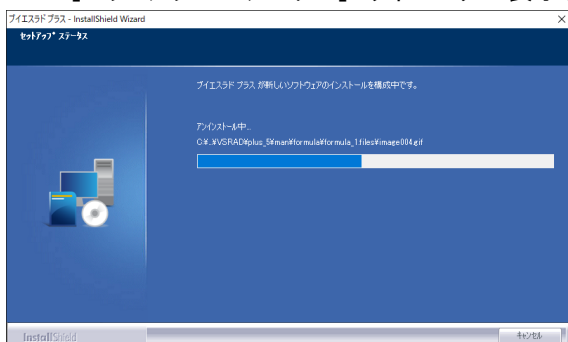 ブイエスラド プラス - InstallShield Wizard
セットアップ ステータス
ブイエスラド プラス が新しいソフトウェアのインストールを構成中です。
アンインストール中...
C:¥...¥VSRAD¥plus_5¥man¥formula¥formula_1.files¥image004.gif
InstallShield
キャンセル